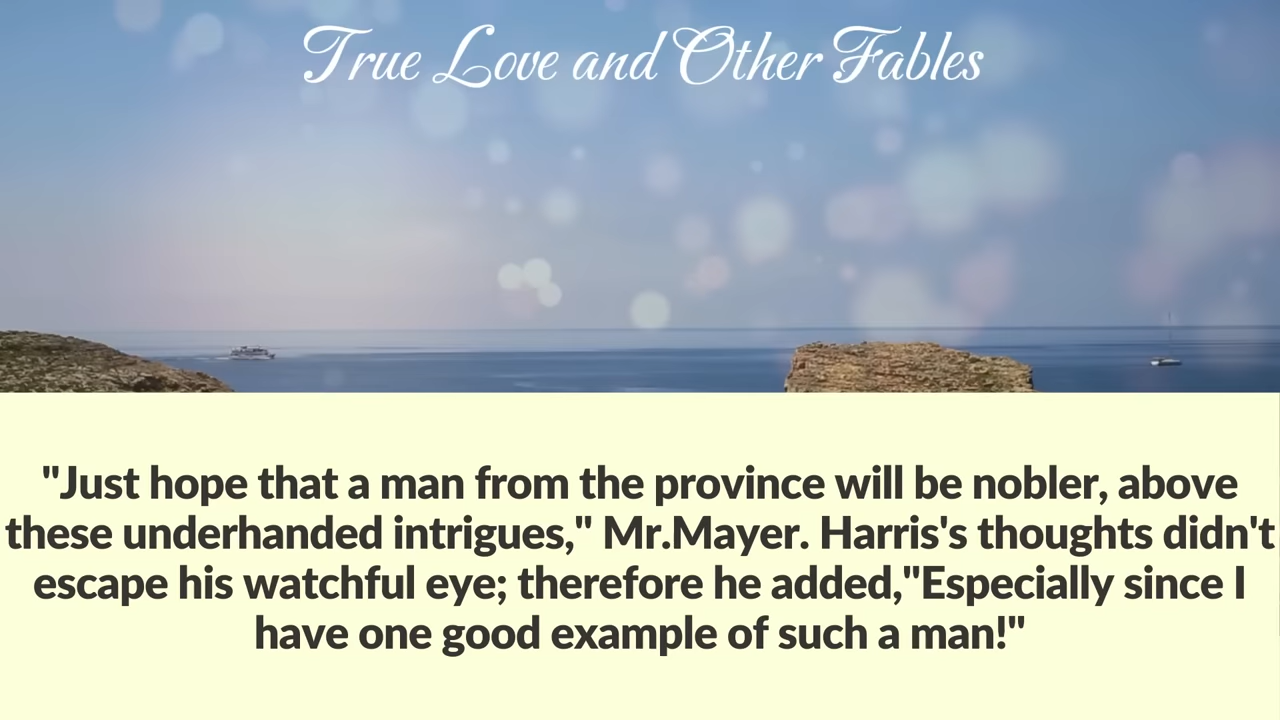 True Love and Other Fables
"Just hope that a man from the province will be nobler, above
these underhanded intrigues," Mr.Mayer. Harris's thoughts didn't
escape his watchful eye; therefore he added,"Especially since I
have one good example of such a man!"